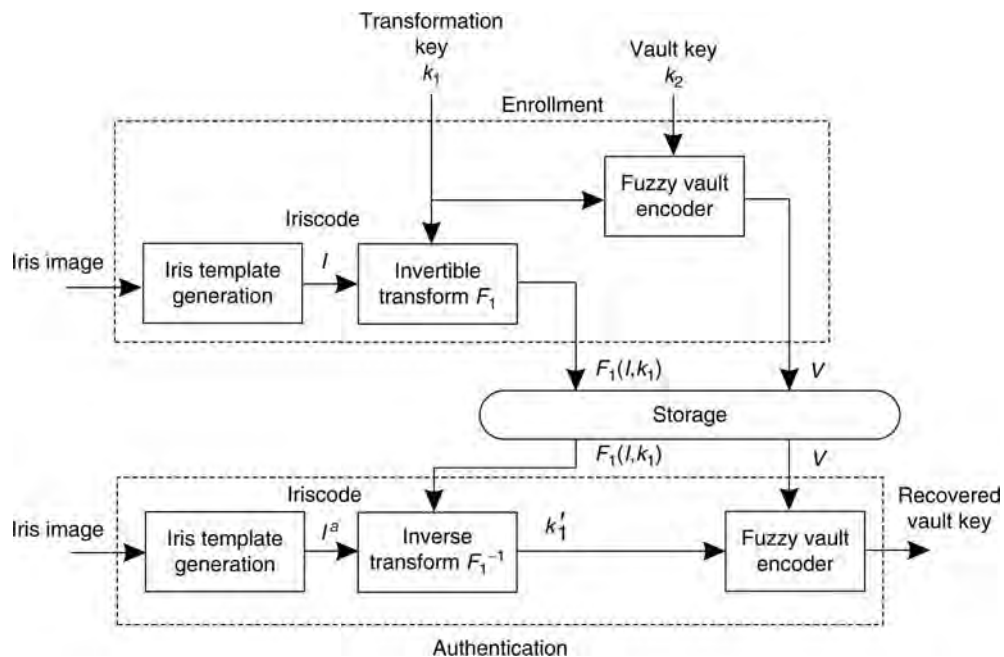 Transformation
key
k₁
Vault key
k₂
Enrollment
Fuzzy vault
encoder
Iriscode
Iris image
Iris template
generation
I
Invertible
transform F₁
F₁(I,k₁)
V
Storage
F₁(I,k₁)
V
Iriscode
Iris image
Iris template
generation
Iᵃ
Inverse
transform F₁⁻¹
k₁′
Fuzzy vault
encoder
Recovered
vault key
Authentication